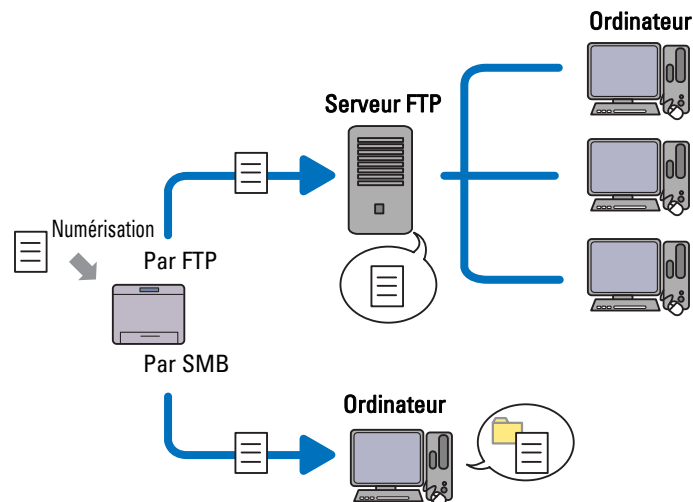 Ordinateur
Serveur FTP
Numérisation
Par FTP
Par SMB
Ordinateur